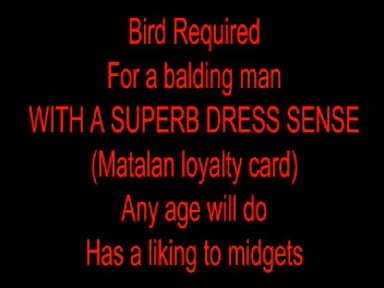 Bird Required
For a balding man
WITH A SUPERB DRESS SENSE
(Matalan loyalty card)
Any age will do
Has a liking to midgets